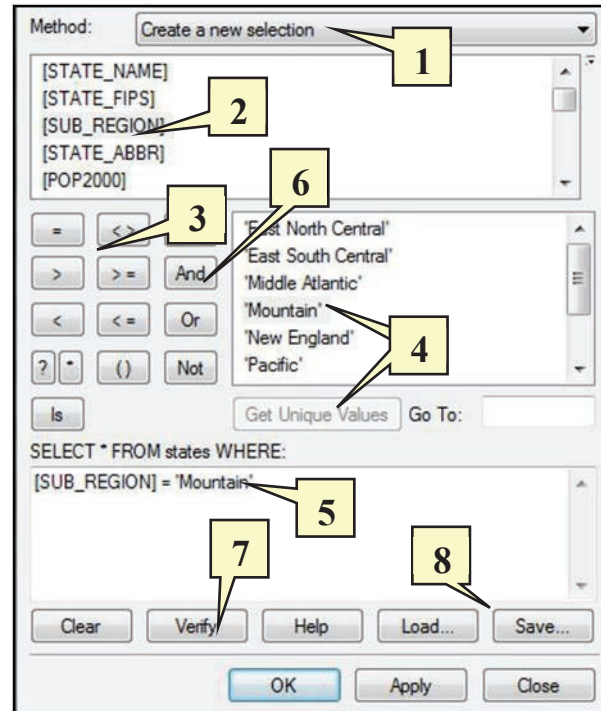 Method: Create a new selection
1
[STATE_NAME]
[STATE_FIPS]
[SUB_REGION]
[STATE_ABBR]
[POP2000]
2
6
3
= < >
> > = And
< < = Or
? * () Not
Is
'East North Central'
'East South Central'
'Middle Atlantic'
'Mountain'
'New England'
'Pacific'
4
Get Unique Values Go To:
SELECT * FROM states WHERE:
[SUB_REGION] = 'Mountain'
5
7
8
Clear Verify Help Load... Save...
OK Apply Close